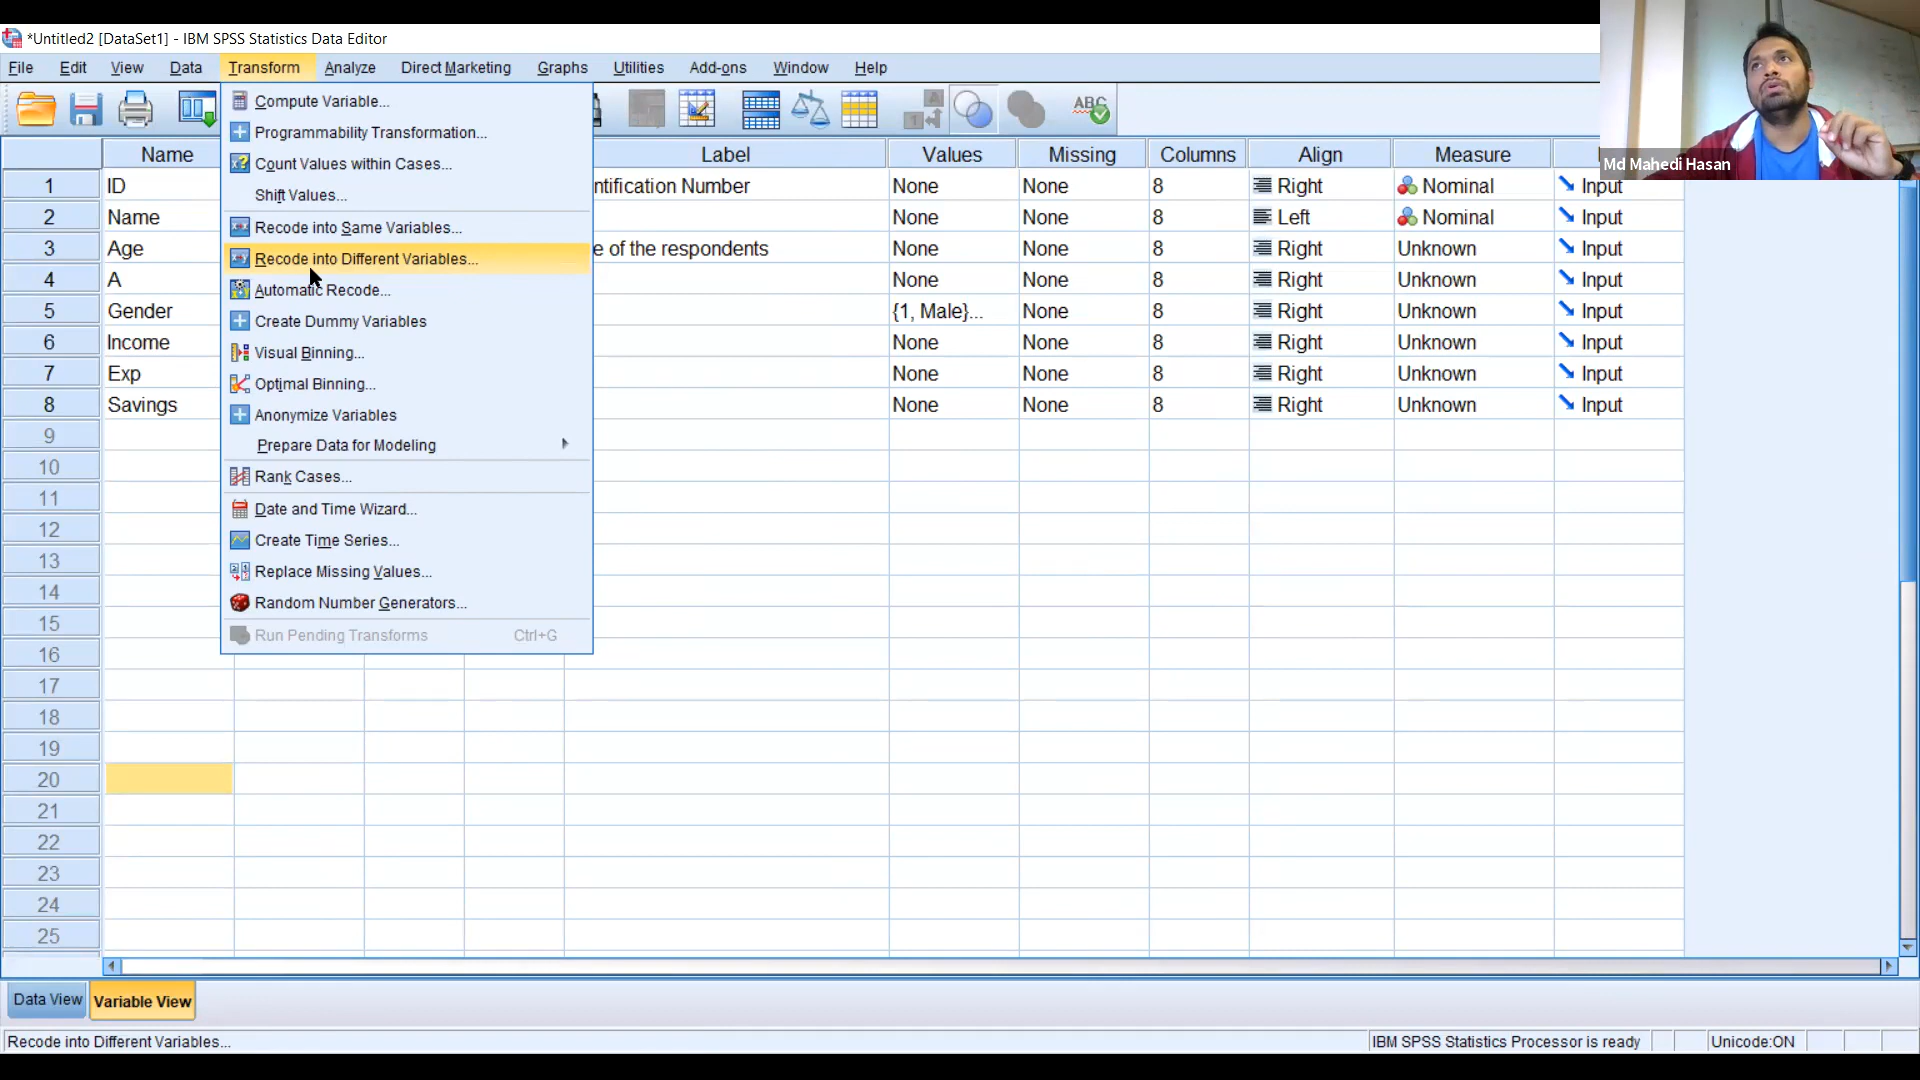 *Untitled2 [DataSet1] - IBM SPSS Statistics Data Editor
File Edit View Data Transform Analyze Direct Marketing Graphs Utilities Add-ons Window Help
Compute Variable...
Programmability Transformation...
Count Values within Cases...
Shift Values...
Recode into Same Variables...
Recode into Different Variables...
Automatic Recode...
Create Dummy Variables
Visual Binning...
Optimal Binning...
Anonymize Variables
Prepare Data for Modeling
Rank Cases...
Date and Time Wizard...
Create Time Series...
Replace Missing Values...
Random Number Generators...
Run Pending Transforms Ctrl+G
ABC
A
Md Mahedi Hasan
Name Label Values Missing Columns Align Measure
1 ID ntification Number None None 8 Right Nominal Input
2 Name None None 8 Left Nominal Input
3 Age e of the respondents None None 8 Right Unknown Input
4 A None None 8 Right Unknown Input
5 Gender {1, Male}... None 8 Right Unknown Input
6 Income None None 8 Right Unknown Input
7 Exp None None 8 Right Unknown Input
8 Savings None None 8 Right Unknown Input
9
10
11
12
13
14
15
16
17
18
19
20
21
22
23
24
25
Data View Variable View
Recode into Different Variables... IBM SPSS Statistics Processor is ready Unicode:ON